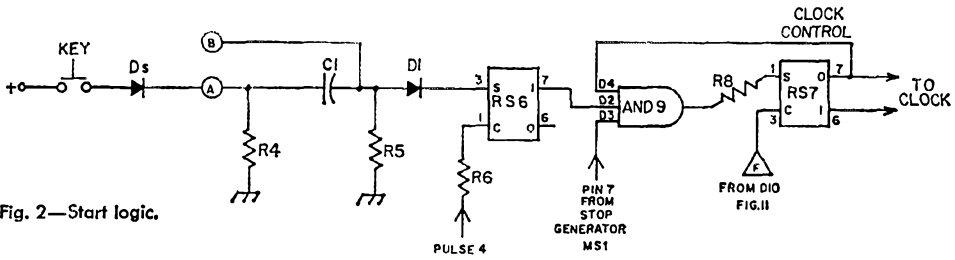 CLOCK
CONTROL
KEY
B
+
Ds
A
C1
D1
R4
R5
3
S
1
7
RS6
1
C
O
6
R6
PULSE 4
D4
D2
D3
AND 9
PIN 7
FROM
STOP
GENERATOR
MS1
R8
1
S
O
7
RS7
3
C
1
6
F
FROM D10
FIG.11
TO
CLOCK
Fig. 2—Start logic.